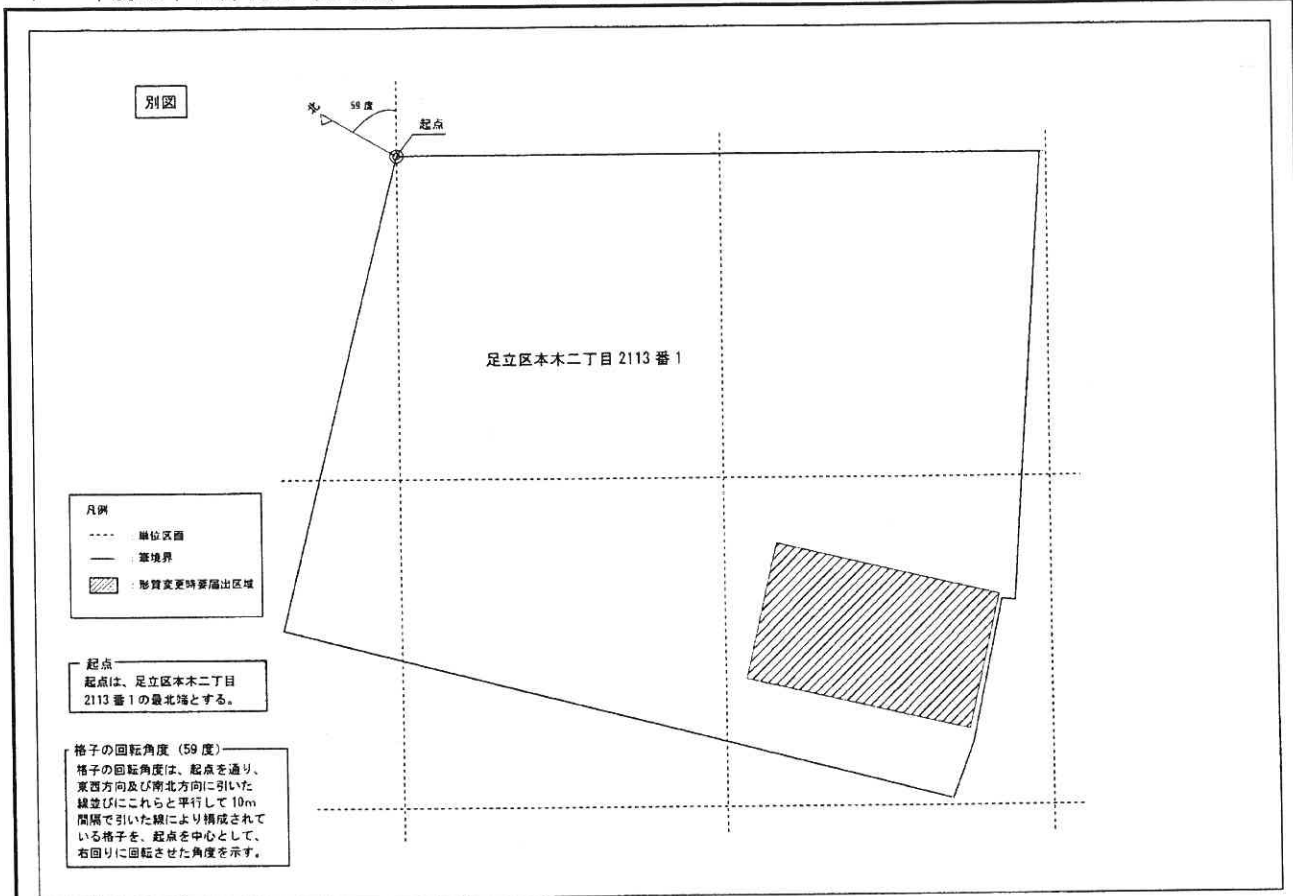 別図
北
59度
起点
足立区本木二丁目 2113 番 1
凡例
---- : 単位区画
—— : 筆境界
: 形質変更時要届出区域
起点
起点は、足立区本木二丁目
2113 番 1 の最北端とする。
格子の回転角度（59 度）
格子の回転角度は、起点を通り、
東西方向及び南北方向に引いた
線並びにこれらと平行して 10m
間隔で引いた線により構成されて
いる格子を、起点を中心として、
右回りに回転させた角度を示す。